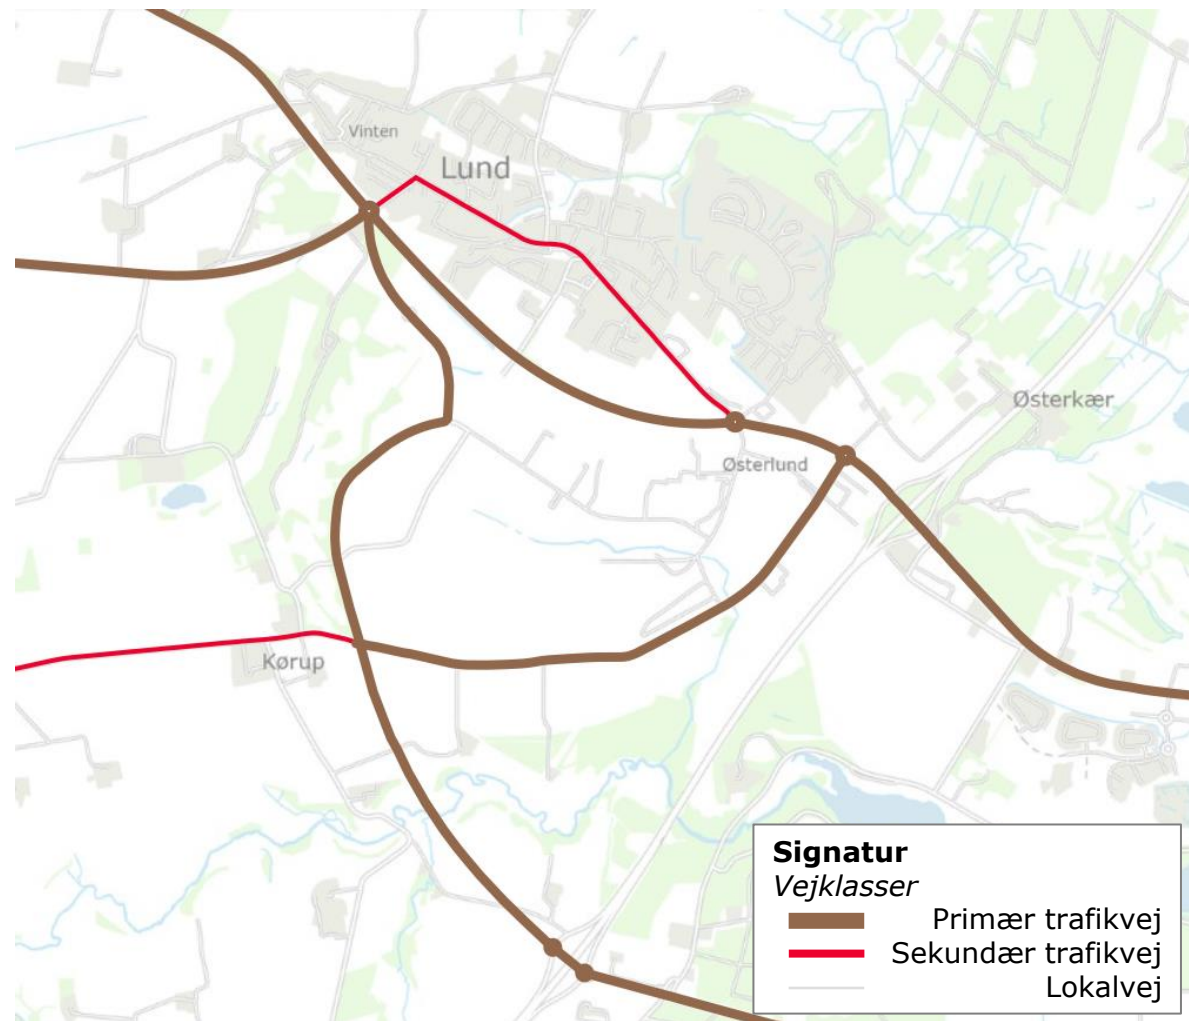 Vinten
Lund
Østerkær
Østerlund
Kørup
Signatur
Vejklasser
Primær trafikvej
Sekundær trafikvej
Lokalvej